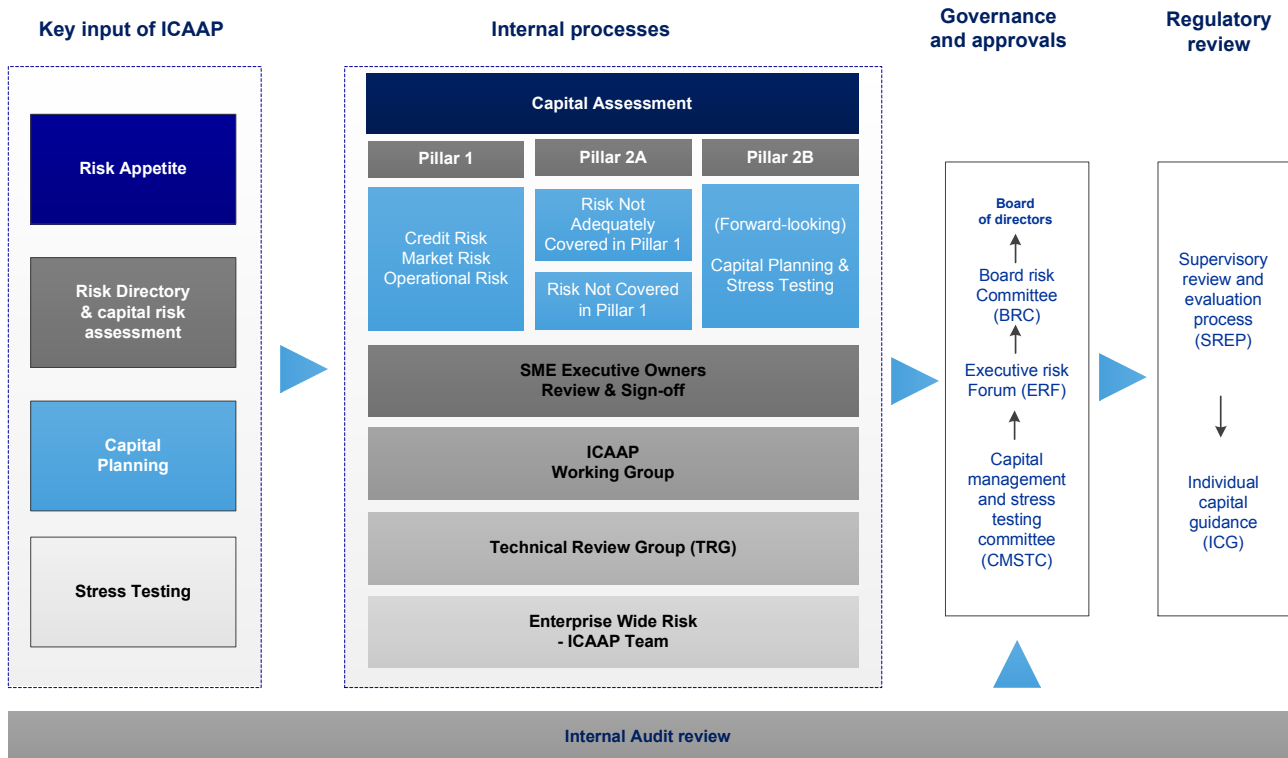 Key input of ICAAP
Internal processes
Governance
and approvals
Regulatory
review
Risk Appetite
Risk Directory
& capital risk
assessment
Capital
Planning
Stress Testing
Capital Assessment
Pillar 1
Pillar 2A
Pillar 2B
Credit Risk
Market Risk
Operational Risk
Risk Not
Adequately
Covered in Pillar 1
Risk Not Covered
in Pillar 1
(Forward-looking)
Capital Planning &
Stress Testing
SME Executive Owners
Review & Sign-off
ICAAP
Working Group
Technical Review Group (TRG)
Enterprise Wide Risk
- ICAAP Team
Board
of directors
Board risk
Committee
(BRC)
Executive risk
Forum (ERF)
Capital
management
and stress
testing
committee
(CMSTC)
Supervisory
review and
evaluation
process
(SREP)
Individual
capital
guidance
(ICG)
Internal Audit review